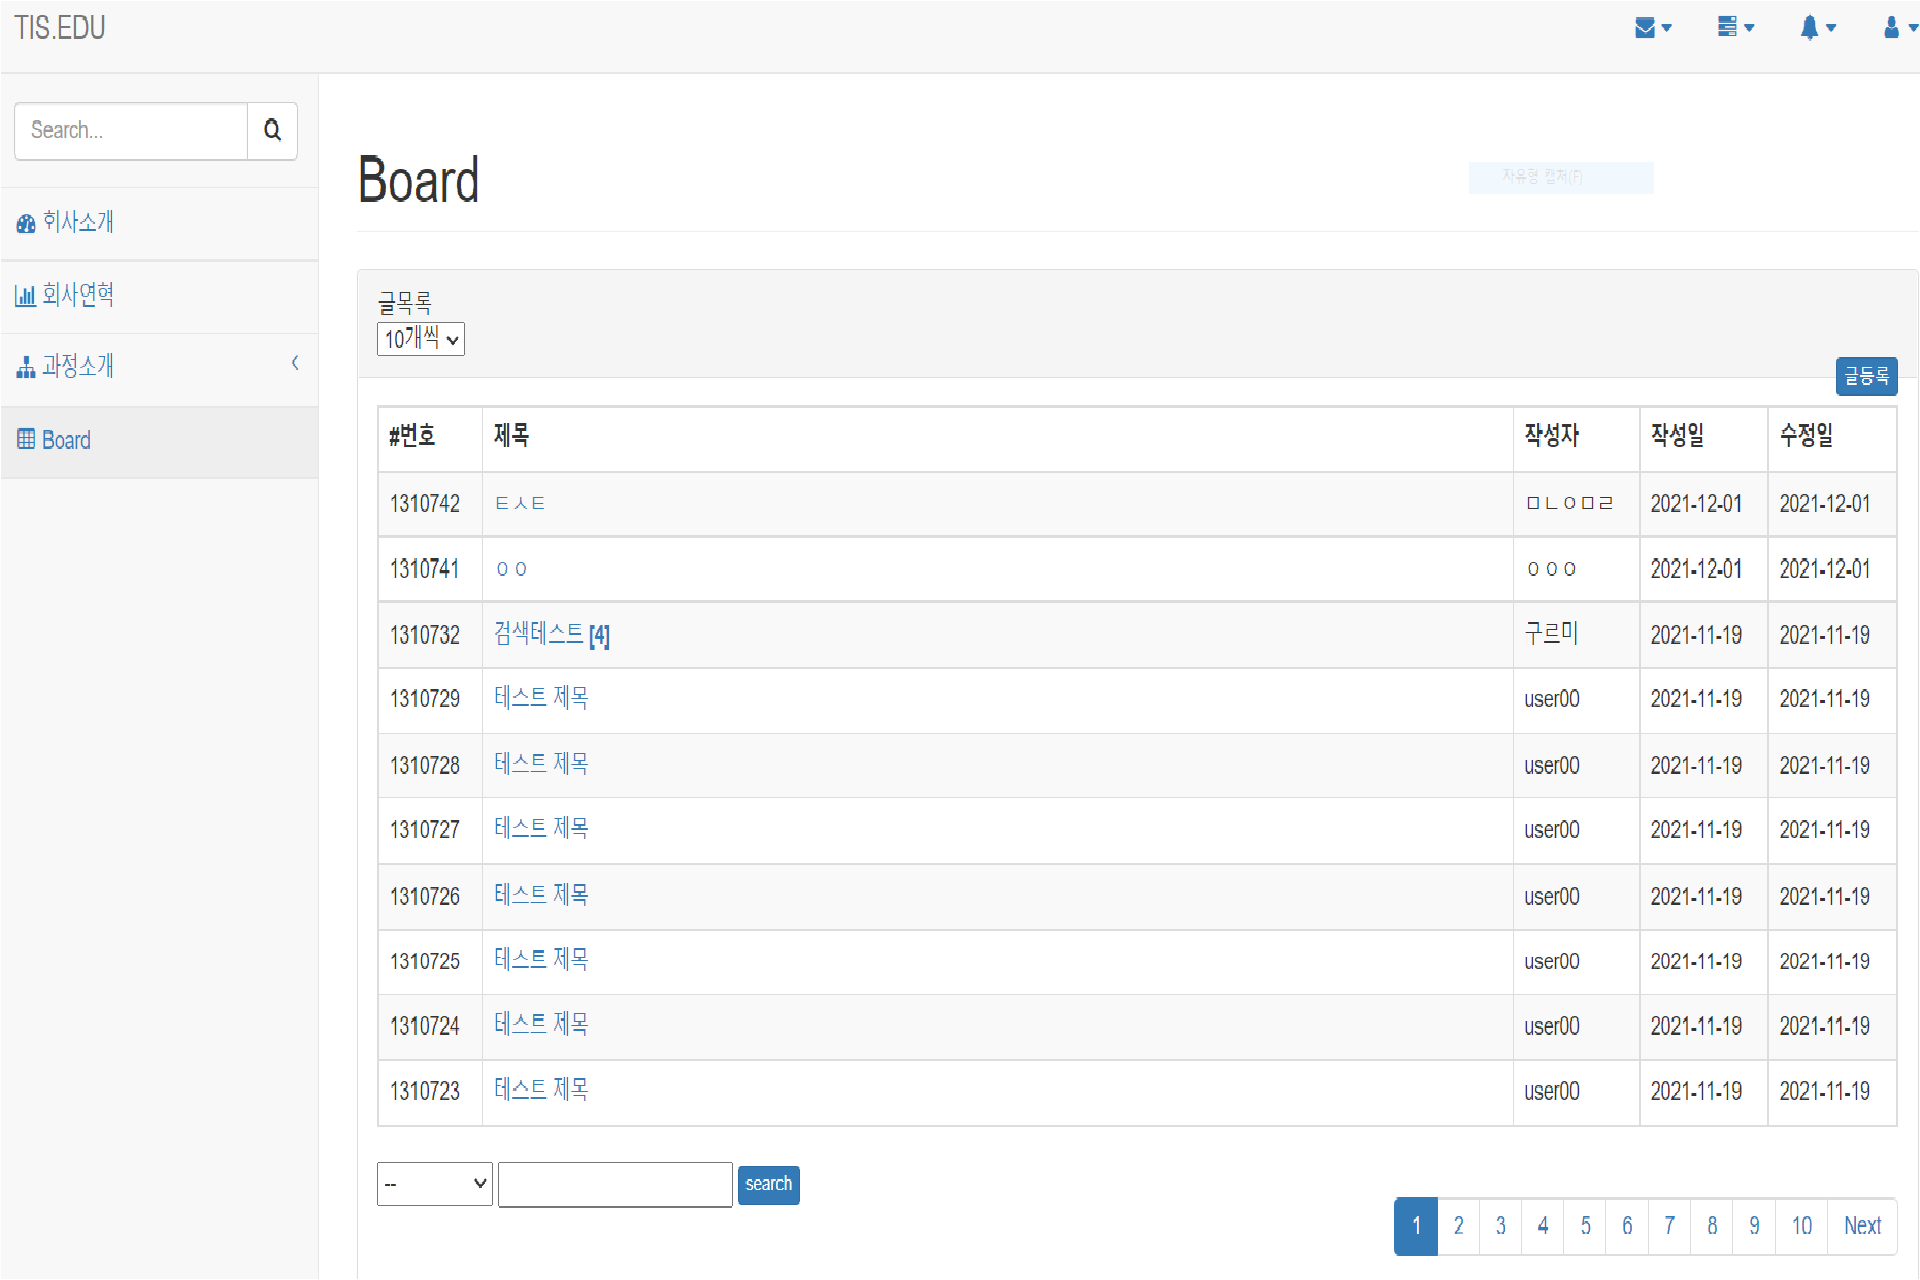 TIS.EDU
Search...
회사소개
회사연혁
과정소개
Board
Board
자유형 캡처(F)
글목록
10개씩
글등록
#번호 제목 작성자 작성일 수정일
1310742 ㅌㅅㅌ ㅁㄴㅇㅁㄹ 2021-12-01 2021-12-01
1310741 ㅇㅇ ㅇㅇㅇ 2021-12-01 2021-12-01
1310732 검색테스트 [4] 구르미 2021-11-19 2021-11-19
1310729 테스트 제목 user00 2021-11-19 2021-11-19
1310728 테스트 제목 user00 2021-11-19 2021-11-19
1310727 테스트 제목 user00 2021-11-19 2021-11-19
1310726 테스트 제목 user00 2021-11-19 2021-11-19
1310725 테스트 제목 user00 2021-11-19 2021-11-19
1310724 테스트 제목 user00 2021-11-19 2021-11-19
1310723 테스트 제목 user00 2021-11-19 2021-11-19
-- search
1 2 3 4 5 6 7 8 9 10 Next